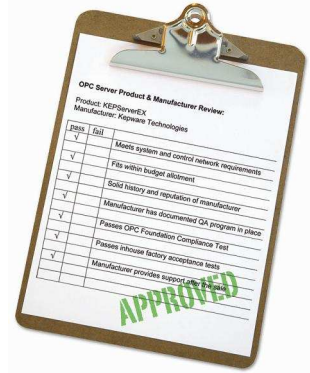 OPC Server Product & Manufacturer Review:
Product: KEPServerEX
Manufacturer: Kepware Technologies
pass fail
√ Meets system and control network requirements
√ Fits within budget allotment
√ Solid history and reputation of manufacturer
√ Manufacturer has documented QA program in place
√ Passes OPC Foundation Compliance Test
√ Passes inhouse factory acceptance tests
√ Manufacturer provides support after the sale
APPROVED